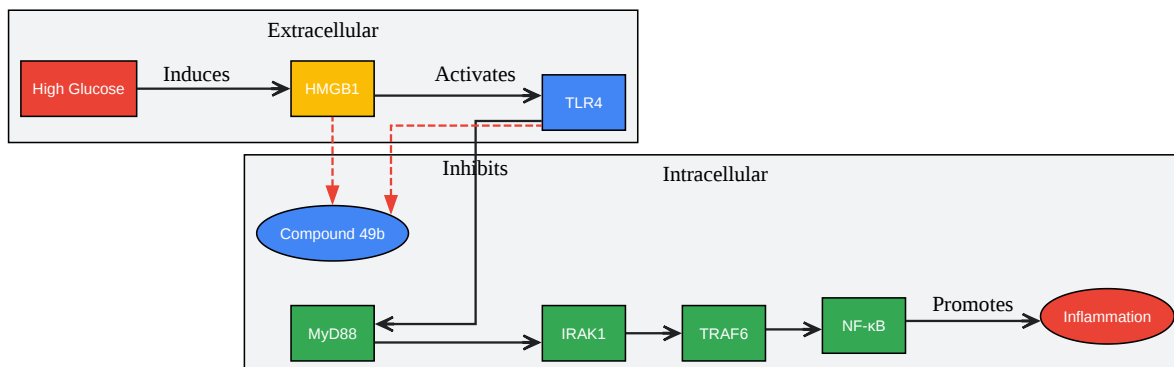 Extracellular
High Glucose
Induces
HMGB1
Activates
TLR4
Inhibits
Intracellular
Compound 49b
MyD88
IRAK1
TRAF6
NF-κB
Promotes
Inflammation